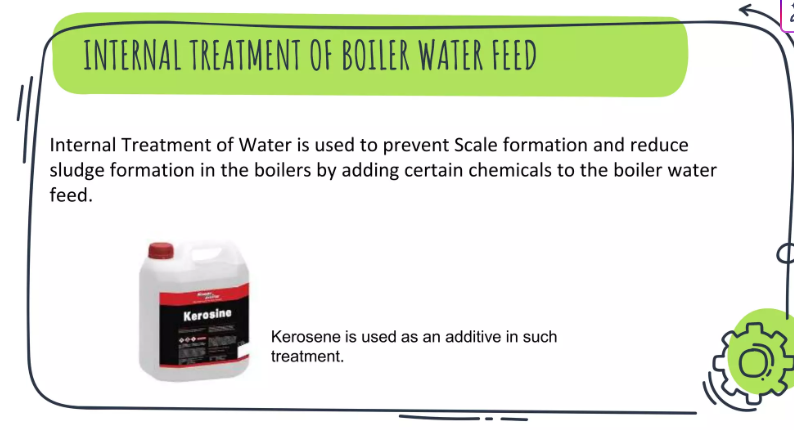 INTERNAL TREATMENT OF BOILER WATER FEED
Internal Treatment of Water is used to prevent Scale formation and reduce
sludge formation in the boilers by adding certain chemicals to the boiler water
feed.
Kerosine
Kerosene is used as an additive in such
treatment.